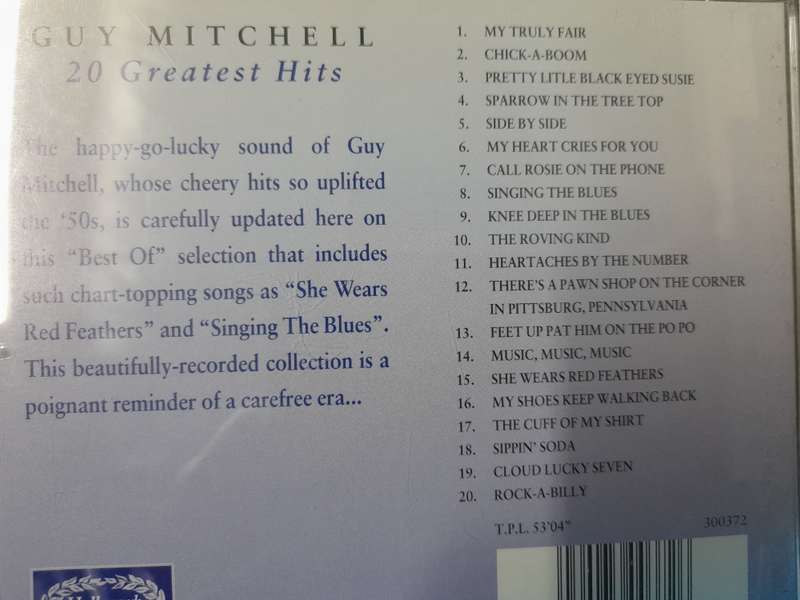 GUY MITCHELL
20 Greatest Hits
The happy-go-lucky sound of Guy
Mitchell, whose cheery hits so uplifted
the '50s, is carefully updated here on
this "Best Of" selection that includes
such chart-topping songs as "She Wears
Red Feathers" and "Singing The Blues".
This beautifully-recorded collection is a
poignant reminder of a carefree era...
1. MY TRULY FAIR
2. CHICK-A-BOOM
3. PRETTY LITLE BLACK EYED SUSIE
4. SPARROW IN THE TREE TOP
5. SIDE BY SIDE
6. MY HEART CRIES FOR YOU
7. CALL ROSIE ON THE PHONE
8. SINGING THE BLUES
9. KNEE DEEP IN THE BLUES
10. THE ROVING KIND
11. HEARTACHES BY THE NUMBER
12. THERE'S A PAWN SHOP ON THE CORNER
IN PITTSBURG, PENNSYLVANIA
13. FEET UP PAT HIM ON THE PO PO
14. MUSIC, MUSIC, MUSIC
15. SHE WEARS RED FEATHERS
16. MY SHOES KEEP WALKING BACK
17. THE CUFF OF MY SHIRT
18. SIPPIN' SODA
19. CLOUD LUCKY SEVEN
20. ROCK-A-BILLY
T.P.L. 53'04" 300372